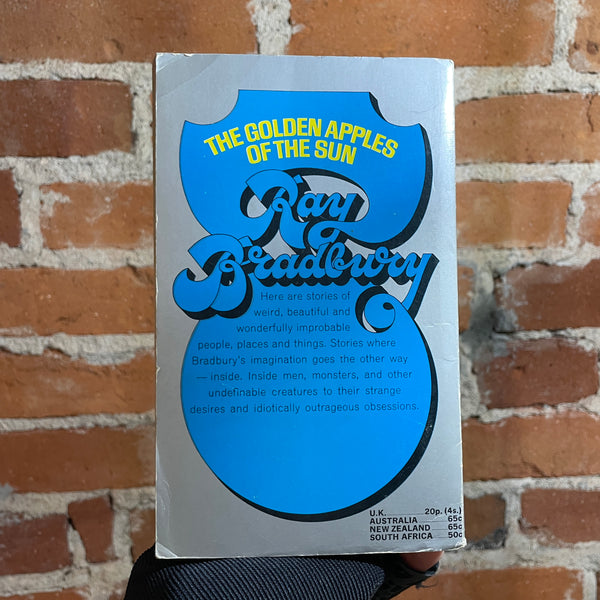 THE GOLDEN APPLES
OF THE SUN
Ray
Bradbury
Here are stories of
weird, beautiful and
wonderfully improbable
people, places and things. Stories where
Bradbury's imagination goes the other way
— inside. Inside men, monsters, and other
undefinable creatures to their strange
desires and idiotically outrageous obsessions.
U.K. 20p. (4s.)
AUSTRALIA 65c
NEW ZEALAND 65c
SOUTH AFRICA 50c